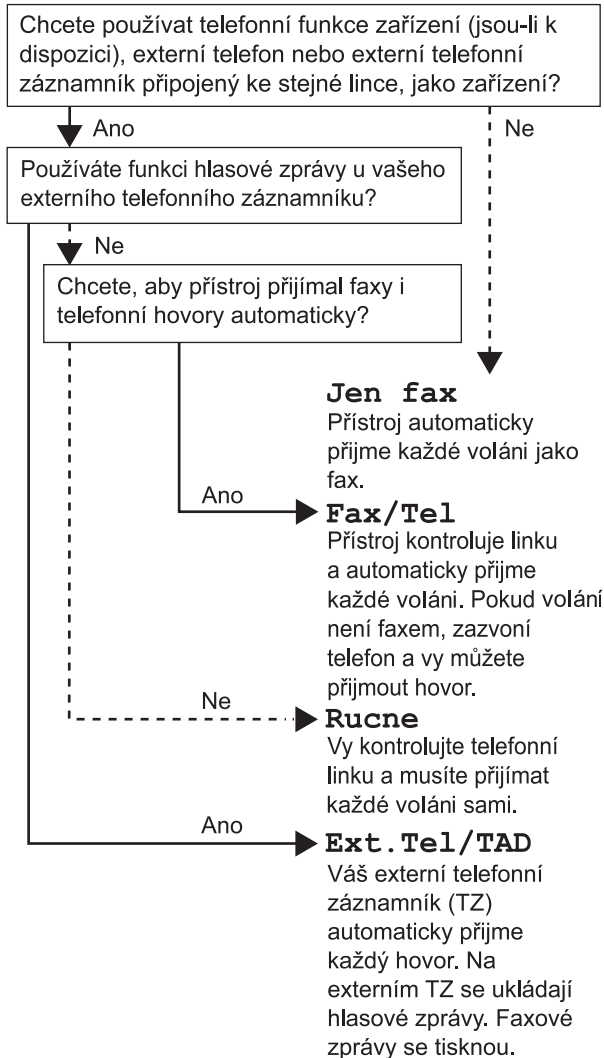 Chcete používat telefonní funkce zařízení (jsou-li k
dispozici), externí telefon nebo externí telefonní
záznamník připojený ke stejné lince, jako zařízení?
Ano
Ne
Používáte funkci hlasové zprávy u vašeho
externího telefonního záznamníku?
Ne
Chcete, aby přístroj přijímal faxy i
telefonní hovory automaticky?
Jen fax
Přístroj automaticky
přijme každé voláni jako
fax.
Ano
Fax/Tel
Přístroj kontroluje linku
a automaticky přijme
každé voláni. Pokud volání
není faxem, zazvoní
telefon a vy můžete
přijmout hovor.
Ne
Rucne
Vy kontrolujte telefonní
linku a musíte přijímat
každé voláni sami.
Ano
Ext.Tel/TAD
Váš externí telefonní
záznamník (TZ)
automaticky přijme
každý hovor. Na
externím TZ se ukládají
hlasové zprávy. Faxové
zprávy se tisknou.